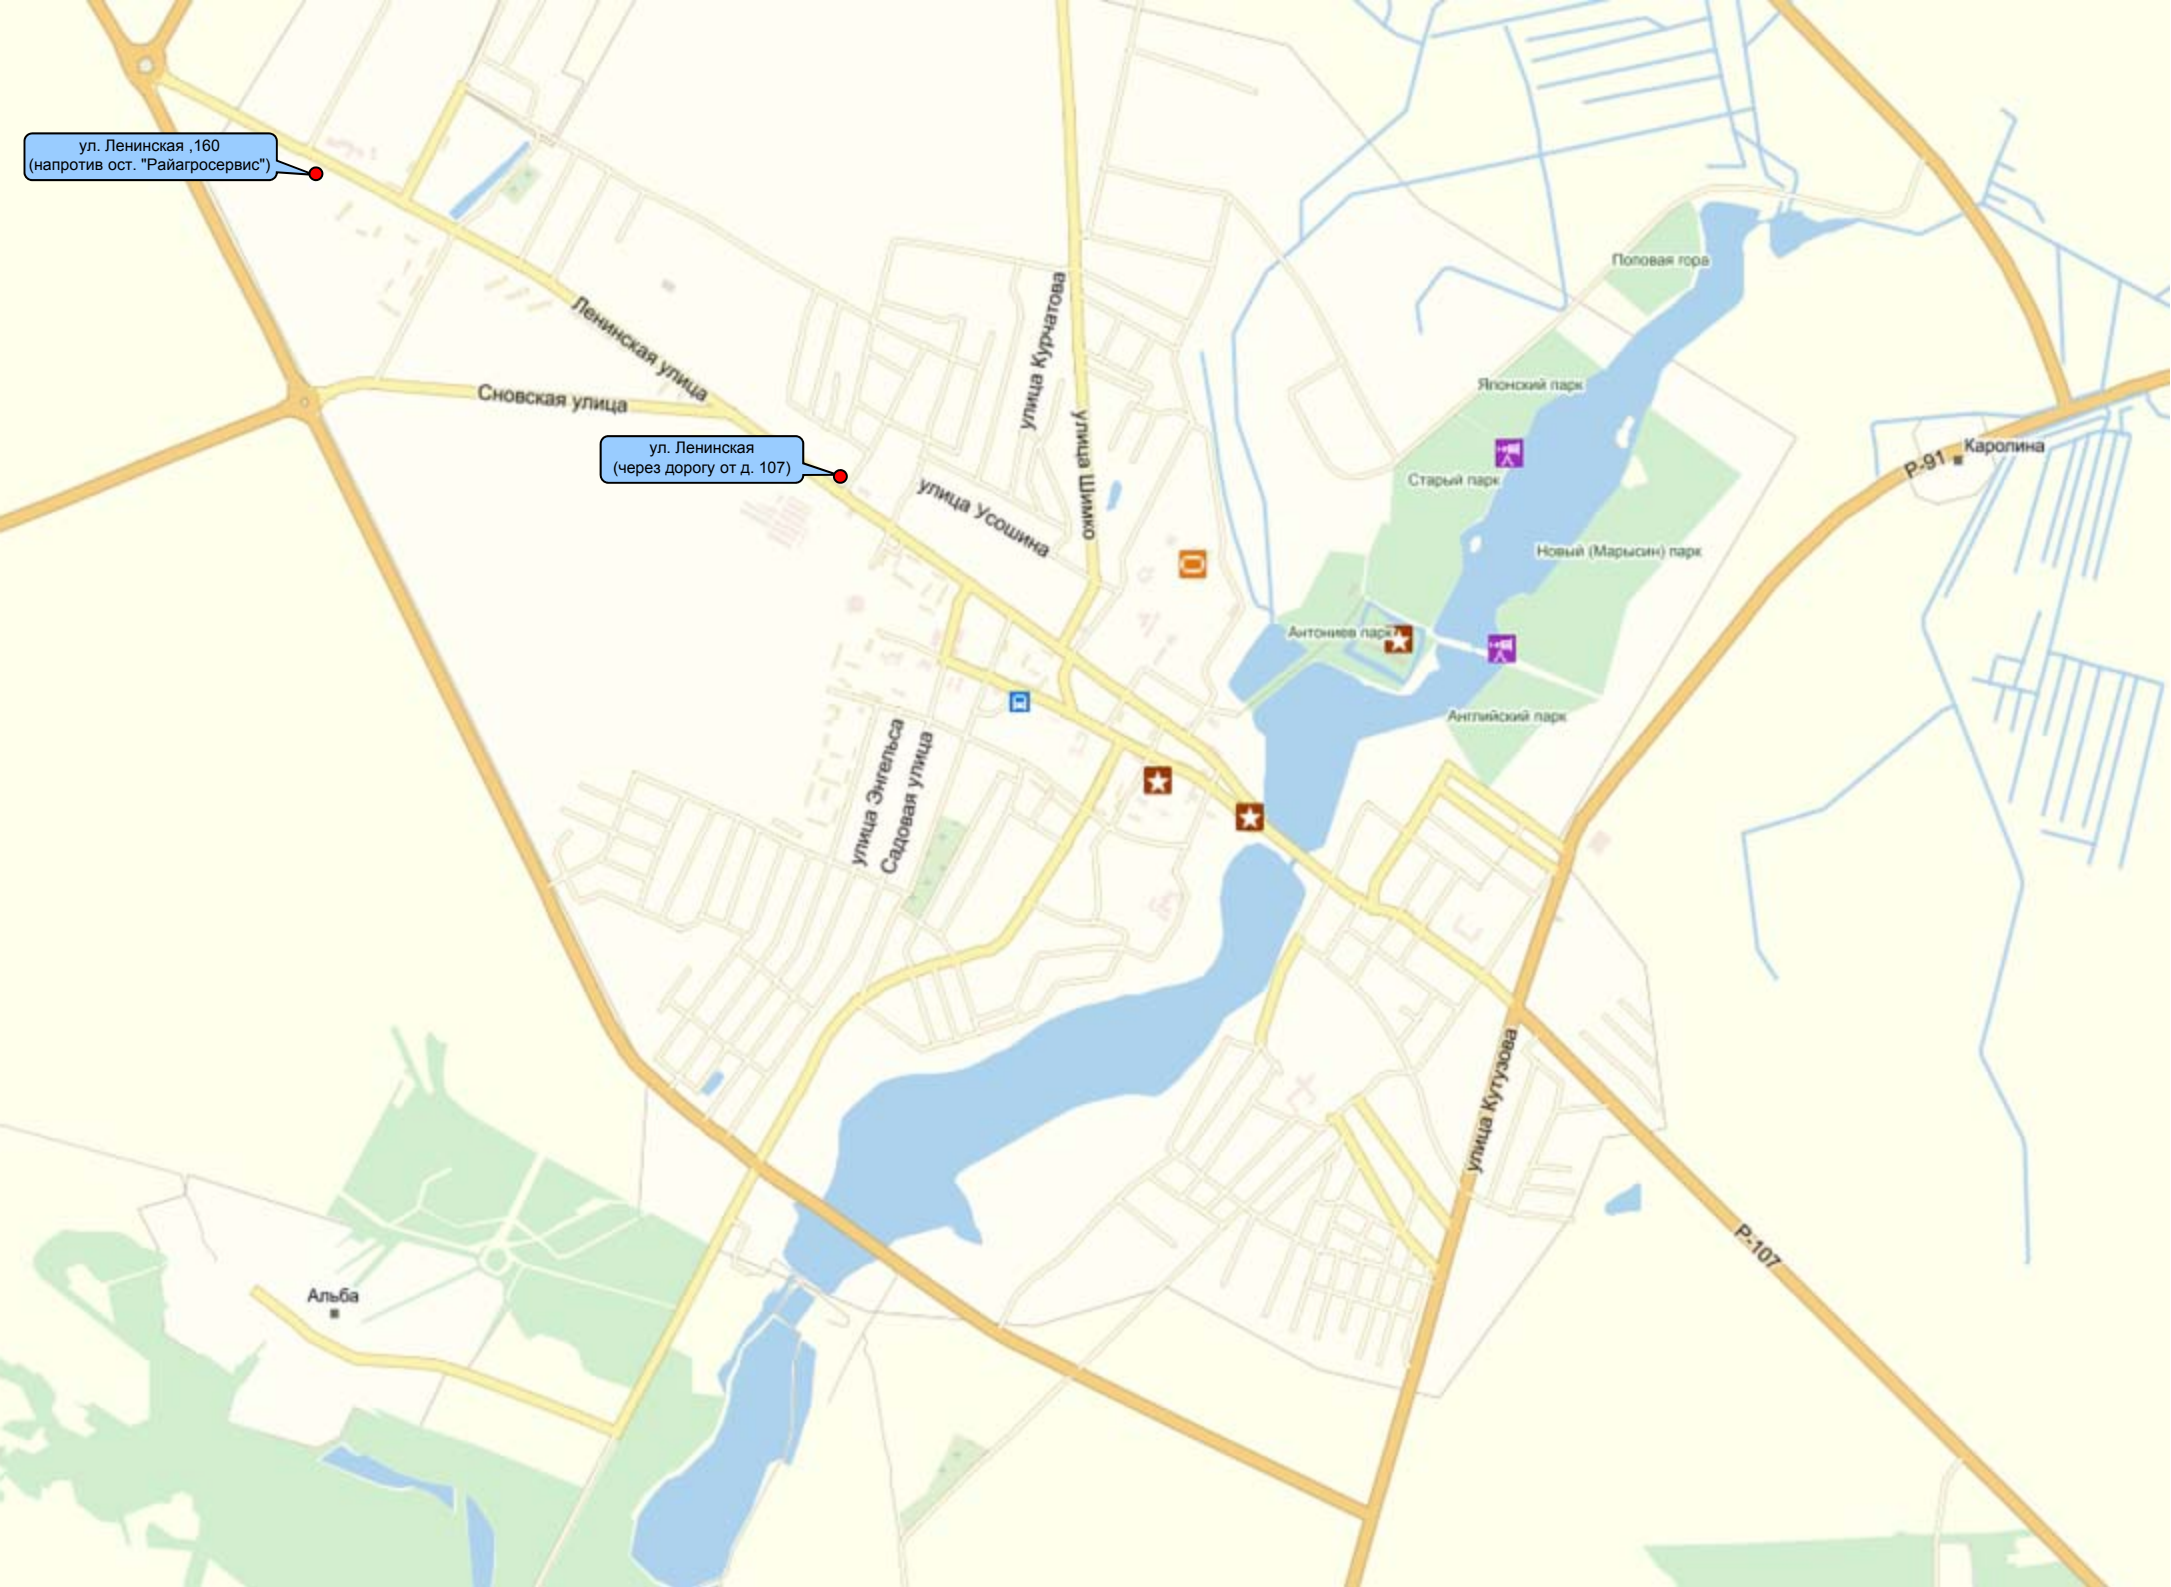 ул. Ленинская ,160
(напротив ост. "Райагросервис")
Поповая гора
улица Курчатова
Ленинская улица
Японский парк
Сновская улица
ул. Ленинская
(через дорогу от д. 107)
улица Шимко
Каролина
Р-91
Старый парк
улица Усошина
Новый (Марысин) парк
Антониев парк
Английский парк
улица Энгельса
Садовая улица
улица Кутузова
Р-107
Альба